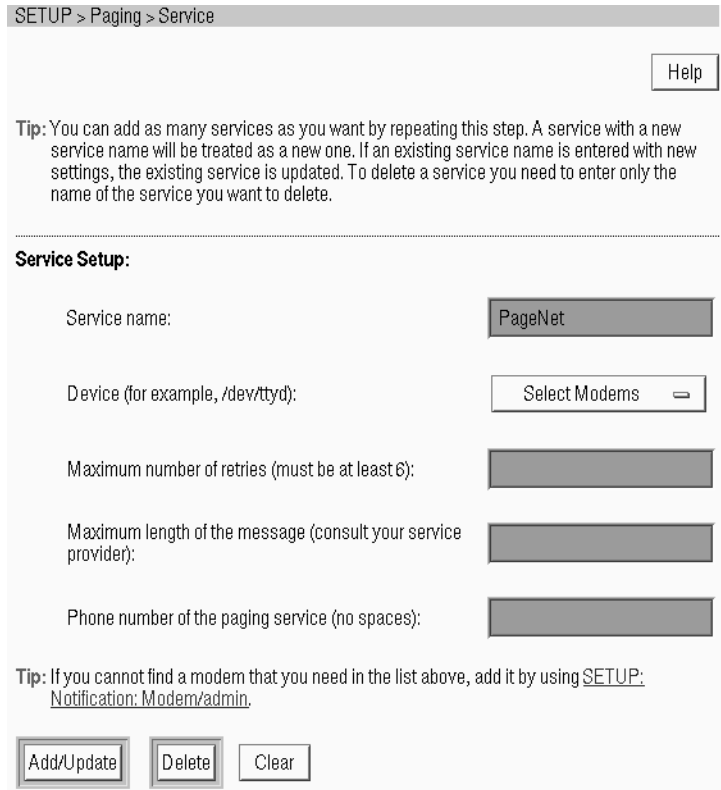 SETUP > Paging > Service
Help
Tip: You can add as many services as you want by repeating this step. A service with a new
service name will be treated as a new one. If an existing service name is entered with new
settings, the existing service is updated. To delete a service you need to enter only the
name of the service you want to delete.
Service Setup:
Service name:
PageNet
Device (for example, /dev/ttyd):
Select Modems
Maximum number of retries (must be at least 6):
Maximum length of the message (consult your service
provider):
Phone number of the paging service (no spaces):
Tip: If you cannot find a modem that you need in the list above, add it by using SETUP:
Notification: Modem/admin.
Add/Update Delete Clear